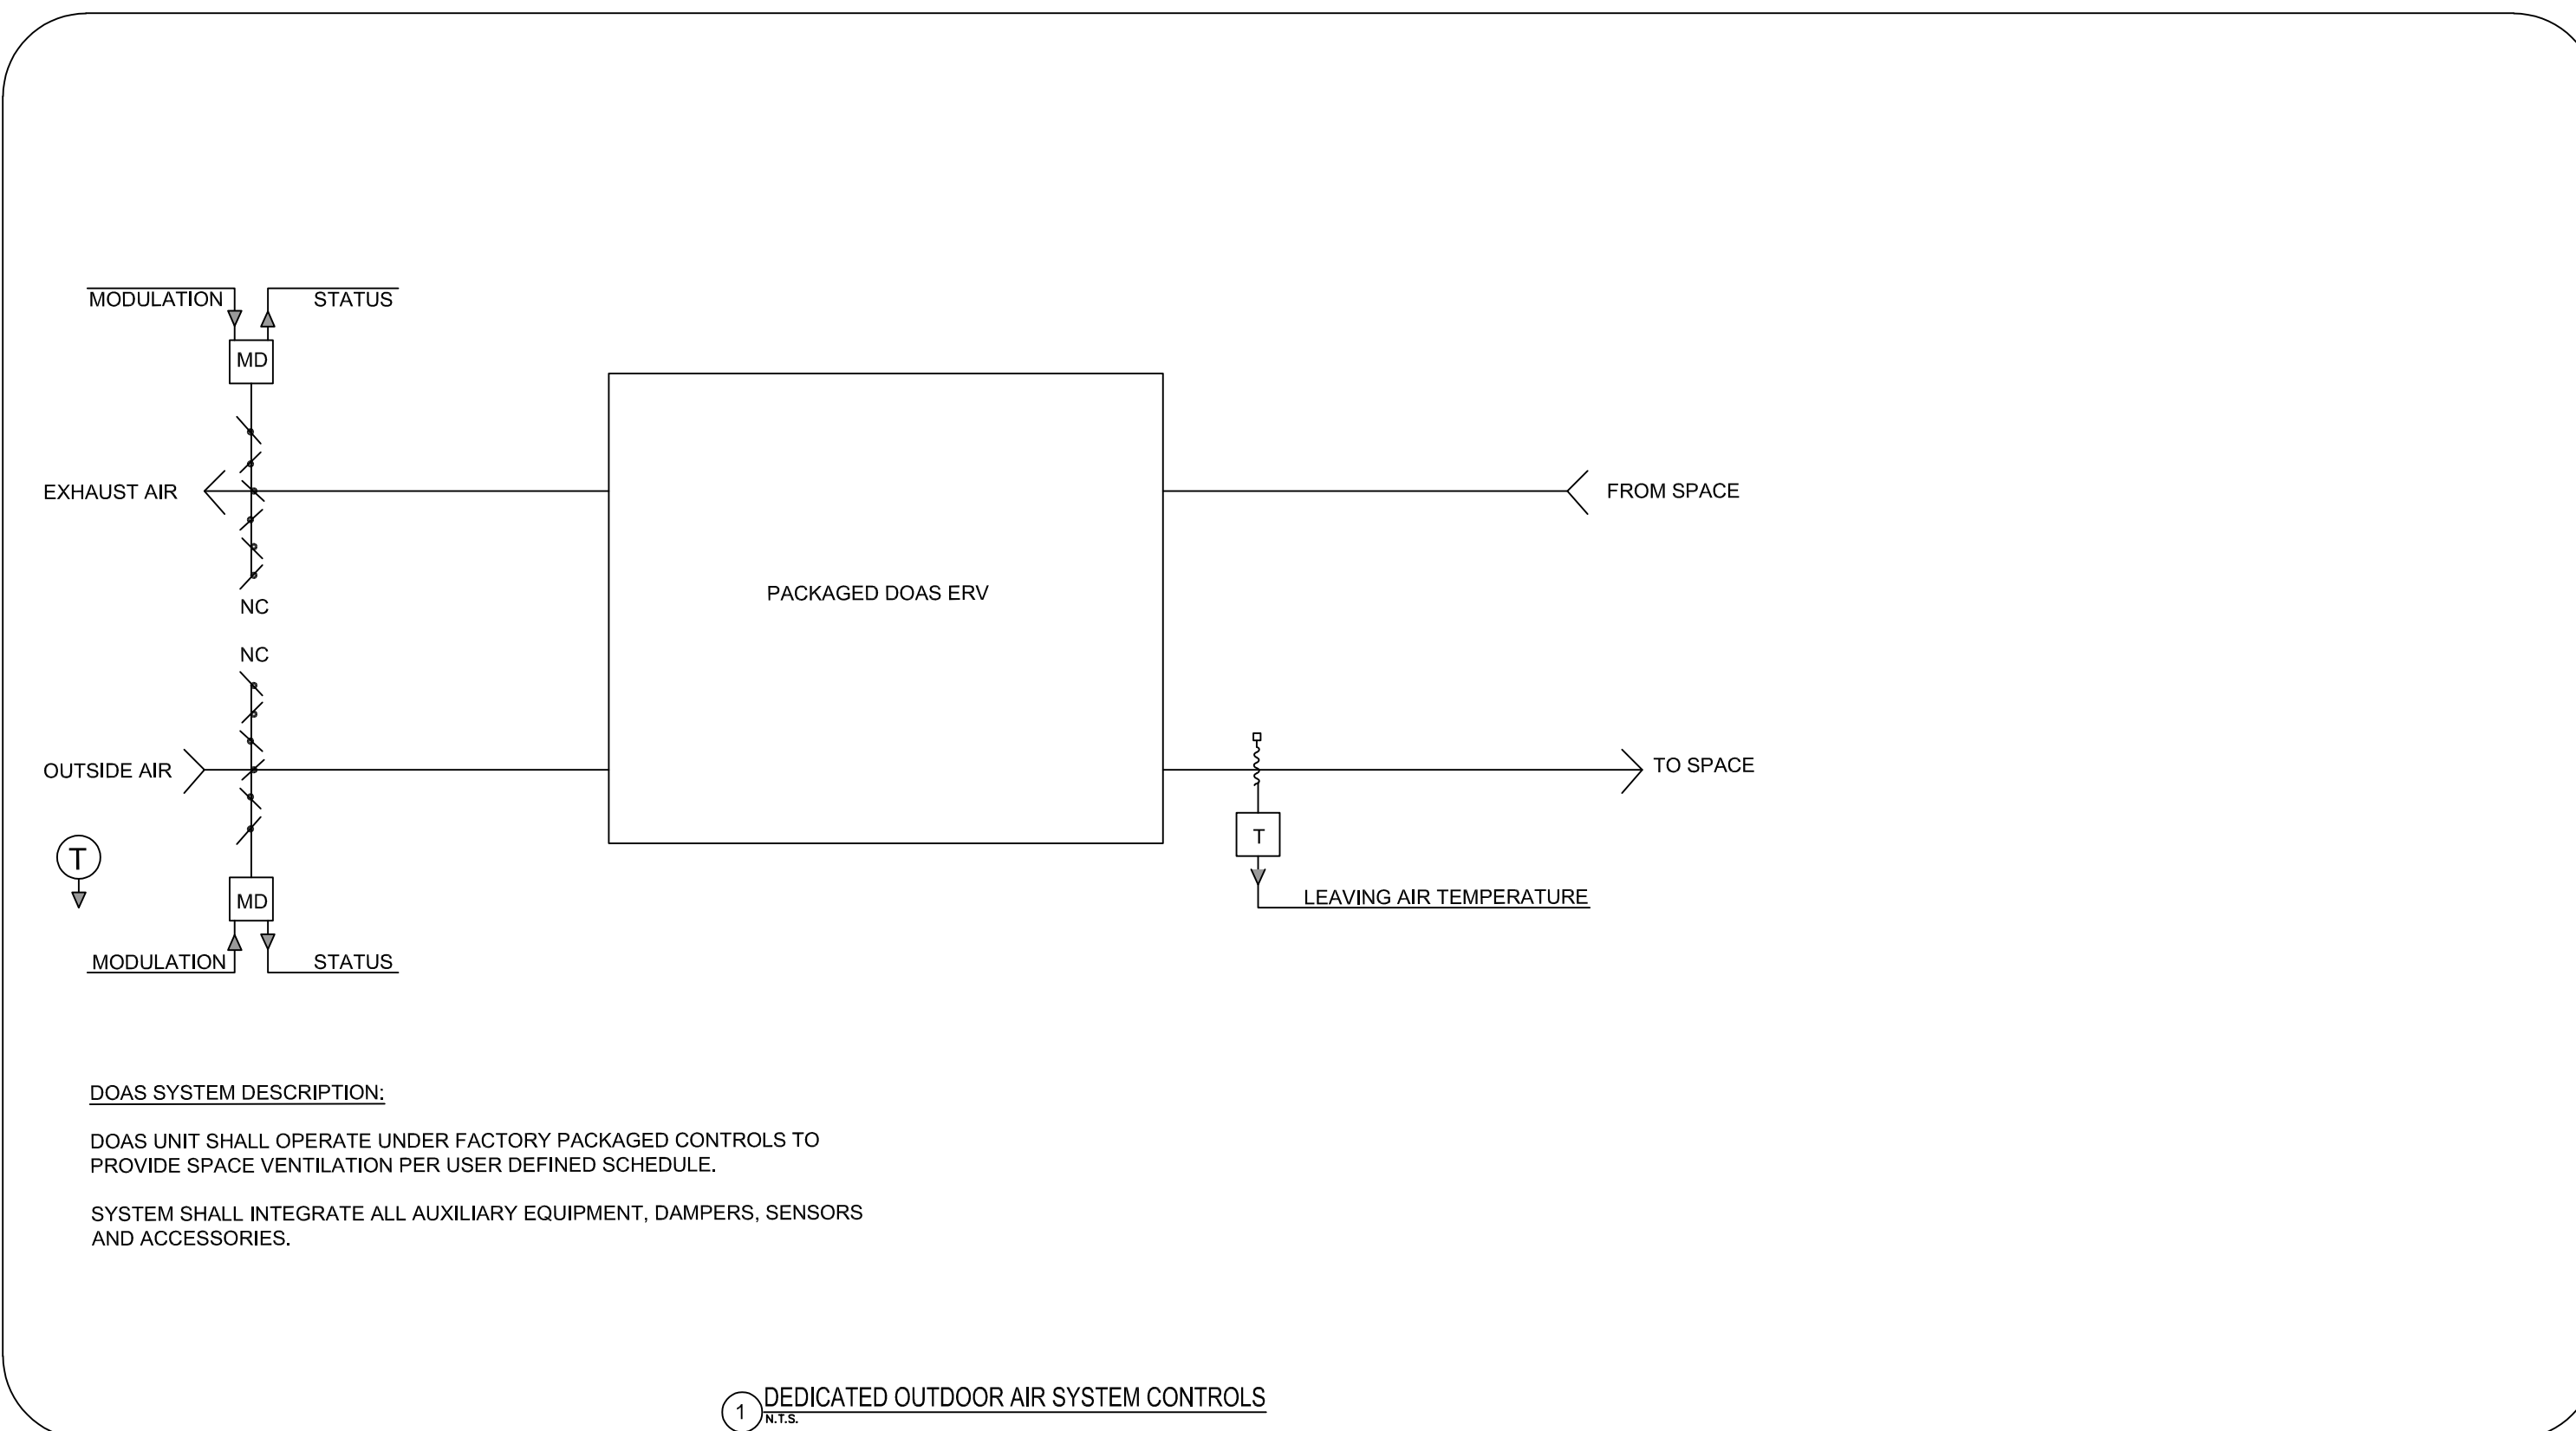 MODULATION
STATUS
MD
EXHAUST AIR
FROM SPACE
NC
PACKAGED DOAS ERV
NC
OUTSIDE AIR
TO SPACE
T
T
LEAVING AIR TEMPERATURE
MD
MODULATION
STATUS
DOAS SYSTEM DESCRIPTION:
DOAS UNIT SHALL OPERATE UNDER FACTORY PACKAGED CONTROLS TO
PROVIDE SPACE VENTILATION PER USER DEFINED SCHEDULE.
SYSTEM SHALL INTEGRATE ALL AUXILIARY EQUIPMENT, DAMPERS, SENSORS
AND ACCESSORIES.
1 DEDICATED OUTDOOR AIR SYSTEM CONTROLS
N.T.S.